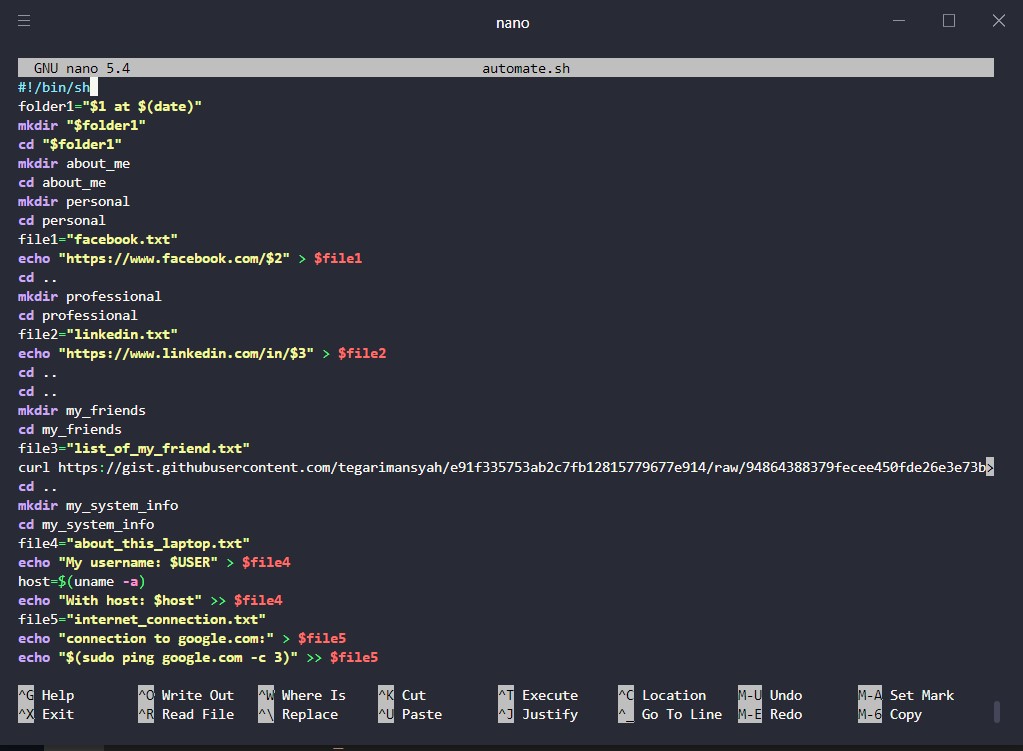 nano
GNU nano 5.4 automate.sh
#!/bin/sh
folder1="$1 at $(date)"
mkdir "$folder1"
cd "$folder1"
mkdir about_me
cd about_me
mkdir personal
cd personal
file1="facebook.txt"
echo "https://www.facebook.com/$2" > $file1
cd ..
mkdir professional
cd professional
file2="linkedin.txt"
echo "https://www.linkedin.com/in/$3" > $file2
cd ..
cd ..
mkdir my_friends
cd my_friends
file3="list_of_my_friend.txt"
curl https://gist.githubusercontent.com/tegarimansyah/e91f335753ab2c7fb12815779677e914/raw/94864388379fecee450fde26e3e73b>
cd ..
mkdir my_system_info
cd my_system_info
file4="about_this_laptop.txt"
echo "My username: $USER" > $file4
host=$(uname -a)
echo "With host: $host" >> $file4
file5="internet_connection.txt"
echo "connection to google.com:" > $file5
echo "$(sudo ping google.com -c 3)" >> $file5
^G Help ^O Write Out ^W Where Is ^K Cut ^T Execute ^C Location M-U Undo M-A Set Mark
^X Exit ^R Read File ^\ Replace ^U Paste ^J Justify ^_ Go To Line M-E Redo M-6 Copy